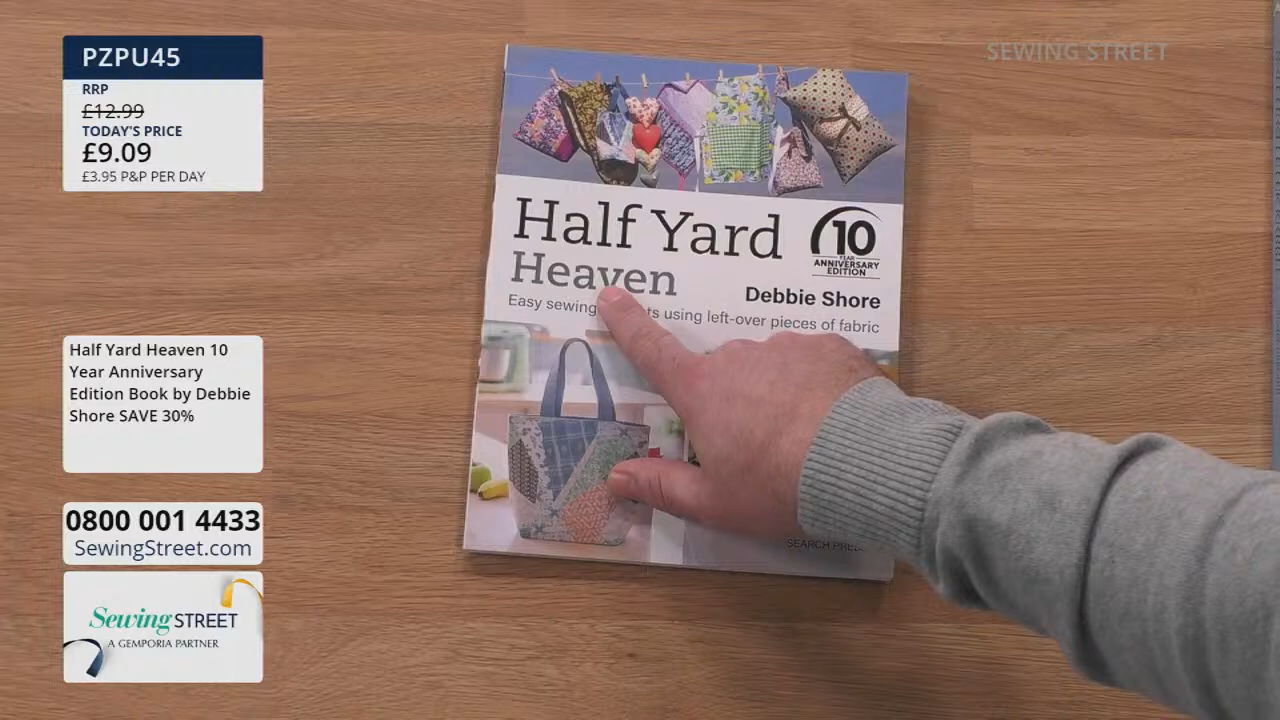 PZPU45
RRP
£12.99
TODAY'S PRICE
£9.09
£3.95 P&P PER DAY
Half Yard Heaven 10
Year Anniversary
Edition Book by Debbie
Shore SAVE 30%
0800 001 4433
SewingStreet.com
Sewing STREET
A GEMPORIA PARTNER
SEWING STREET
Half Yard
Heaven
10
YEAR
ANNIVERSARY
EDITION
Debbie Shore
Easy sewing using left-over pieces of fabric
SEARCH PRESS